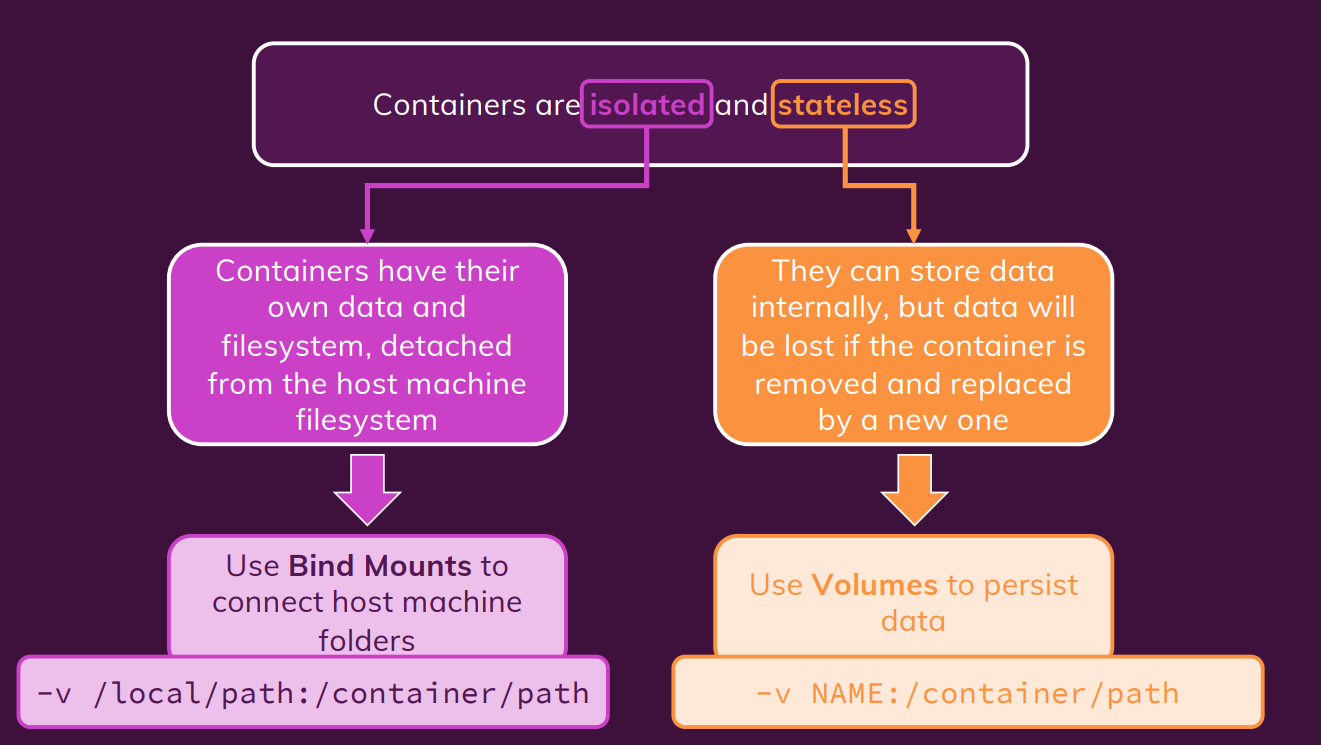 Containers are isolated and stateless
Containers have their
own data and
filesystem, detached
from the host machine
filesystem
They can store data
internally, but data will
be lost if the container is
removed and replaced
by a new one
Use Bind Mounts to
connect host machine
folders
-v /local/path:/container/path
Use Volumes to persist
data
-v NAME:/container/path